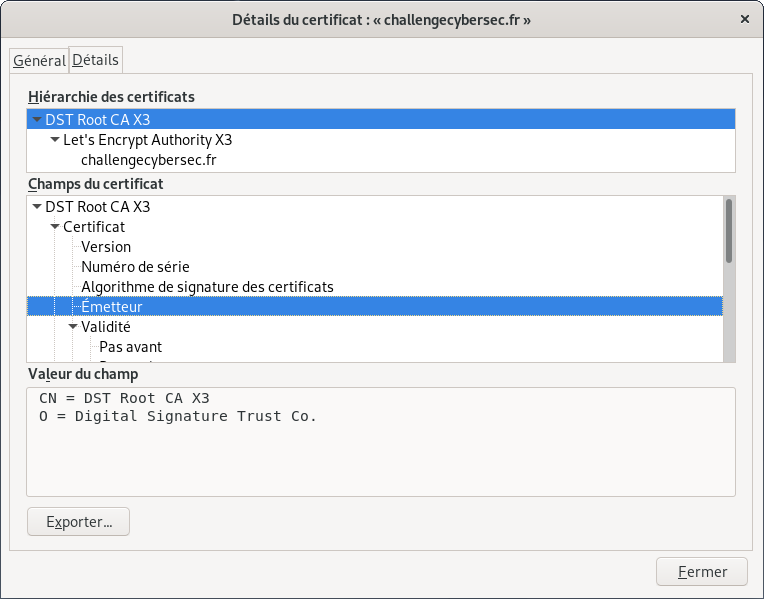 Détails du certificat : « challengecybersec.fr »
×
Général
Détails
Hiérarchie des certificats
DST Root CA X3
Let's Encrypt Authority X3
challengecybersec.fr
Champs du certificat
DST Root CA X3
Certificat
Version
Numéro de série
Algorithme de signature des certificats
Émetteur
Validité
Pas avant
Valeur du champ
CN = DST Root CA X3
O = Digital Signature Trust Co.
Exporter...
Fermer